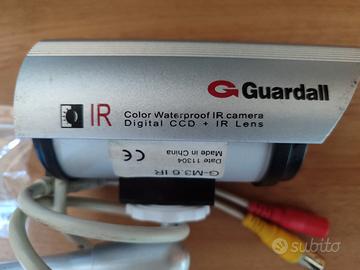 Guardall
IR
Color Waterproof IR camera
Digital CCD + IR Lens
G-M3.6 IR
CE
Date 11304
Made in China
subito